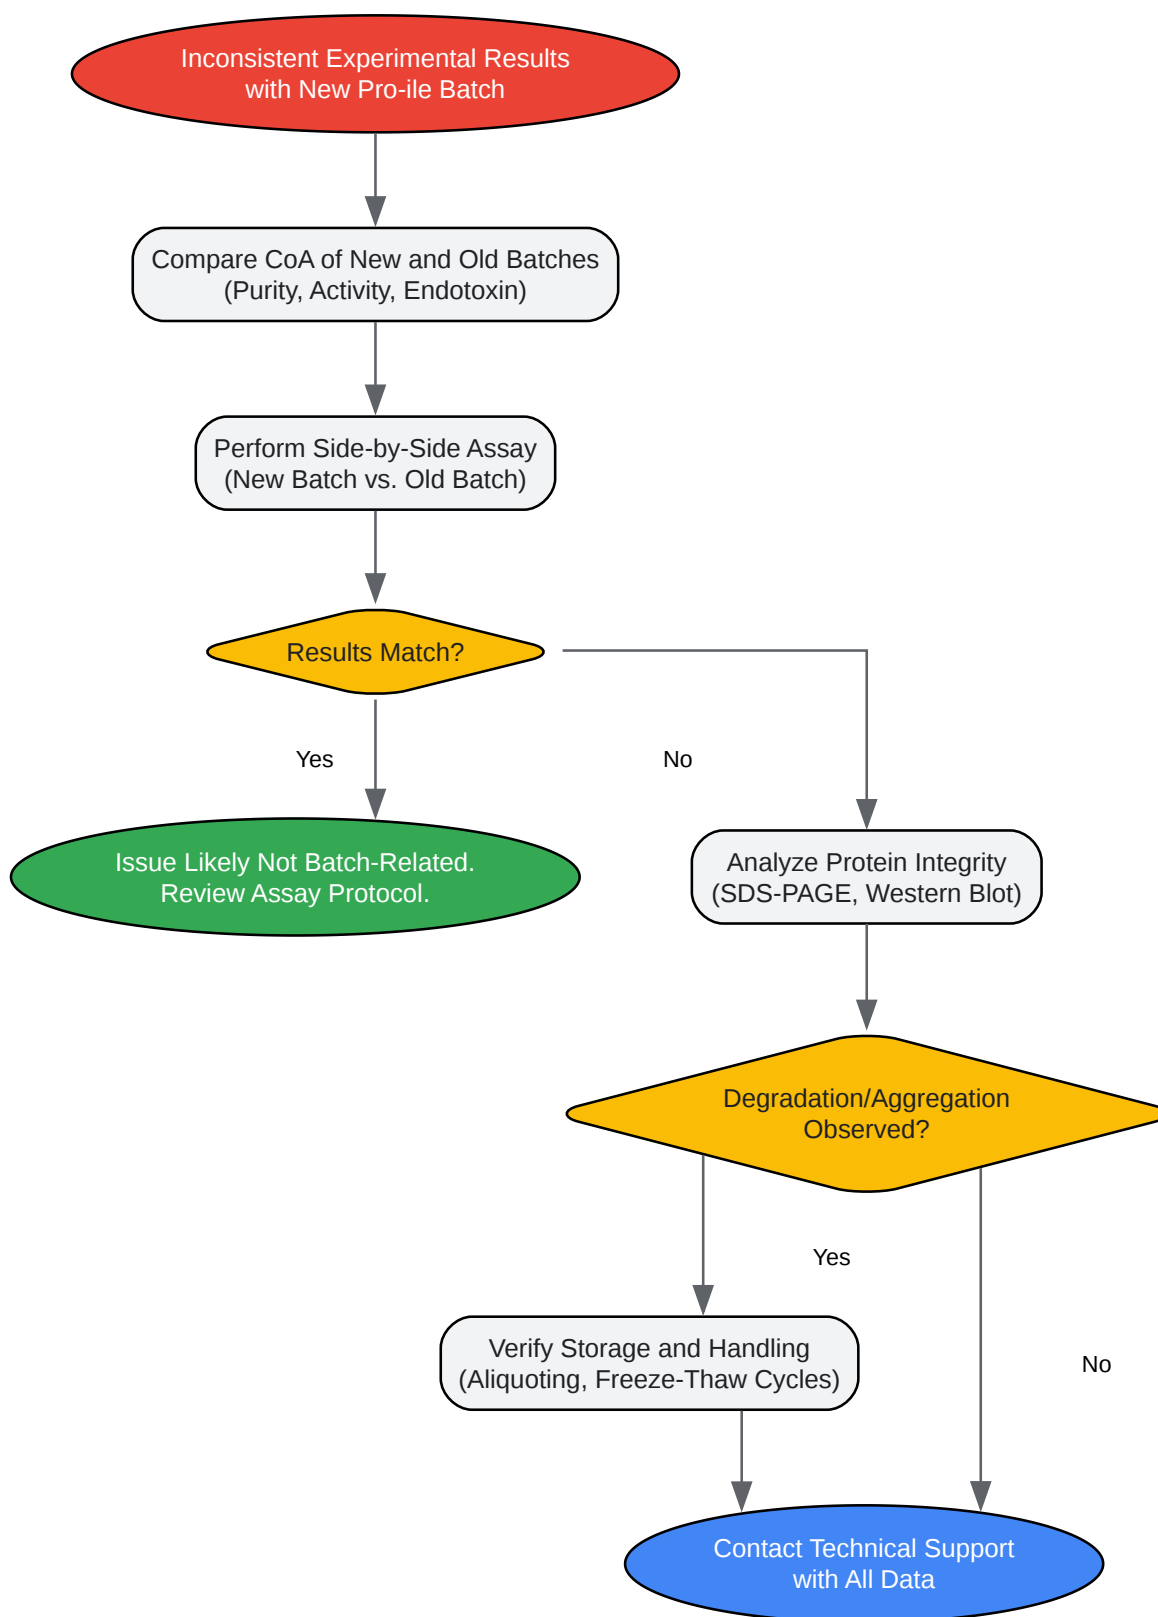 Inconsistent Experimental Results
with New Pro-ile Batch
Compare CoA of New and Old Batches
(Purity, Activity, Endotoxin)
Perform Side-by-Side Assay
(New Batch vs. Old Batch)
Results Match?
Yes
No
Issue Likely Not Batch-Related.
Review Assay Protocol.
Analyze Protein Integrity
(SDS-PAGE, Western Blot)
Degradation/Aggregation
Observed?
Yes
Verify Storage and Handling
(Aliquoting, Freeze-Thaw Cycles)
No
Contact Technical Support
with All Data